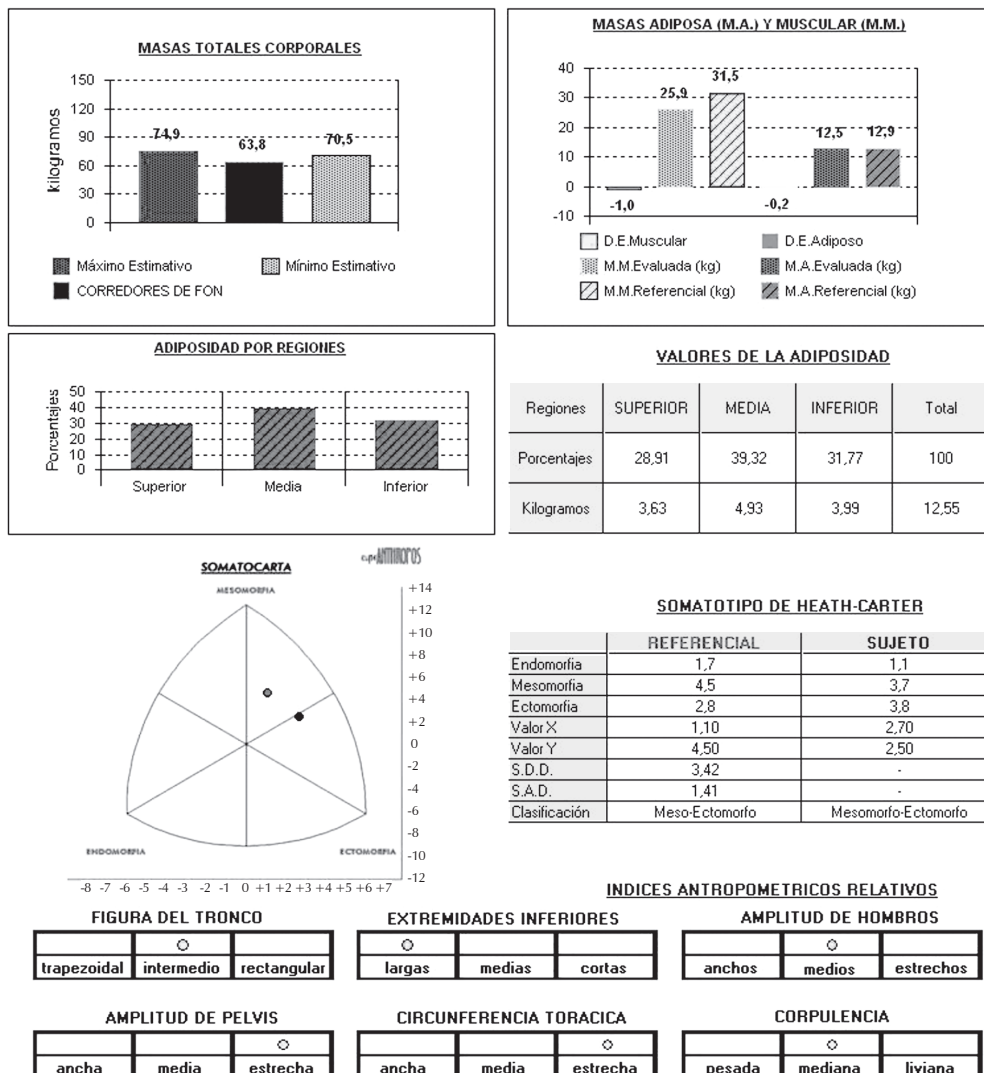 MASAS TOTALES CORPORALES
kilogramos
150
120
90
60
30
0
74,9
63,8
70,5
Máximo Estimativo
Mínimo Estimativo
CORREDORES DE FON
MASAS ADIPOSA (M.A.) Y MUSCULAR (M.M.)
40
30
20
10
0
-10
-1,0
25,9
31,5
-0,2
12,5
12,9
D.E.Muscular
D.E.Adiposo
M.M.Evaluada (kg)
M.A.Evaluada (kg)
M.M.Referencial (kg)
M.A.Referencial (kg)
ADIPOSIDAD POR REGIONES
Porcentajes
50
40
30
20
10
0
Superior
Media
Inferior
VALORES DE LA ADIPOSIDAD
Regiones SUPERIOR MEDIA INFERIOR Total
Porcentajes 28,91 39,32 31,77 100
Kilogramos 3,63 4,93 3,99 12,55
SOMATOCARTA
MESOMORFIA
ENDOMORFIA
ECTOMORFIA
+14
+12
+10
+8
+6
+4
+2
0
-2
-4
-6
-8
-10
-12
-8 -7 -6 -5 -4 -3 -2 -1 0 +1 +2 +3 +4 +5 +6 +7
SOMATOTIPO DE HEATH-CARTER
REFERENCIAL SUJETO
Endomorfia 1,7 1,1
Mesomorfia 4,5 3,7
Ectomorfia 2,8 3,8
Valor X 1,10 2,70
Valor Y 4,50 2,50
S.D.D. 3,42 -
S.A.D. 1,41 -
Clasificación Meso-Ectomorfo Mesomorfo-Ectomorfo
INDICES ANTROPOMETRICOS RELATIVOS
FIGURA DEL TRONCO
trapezoidal intermedio rectangular
EXTREMIDADES INFERIORES
largas medias cortas
AMPLITUD DE HOMBROS
anchos medios estrechos
AMPLITUD DE PELVIS
ancha media estrecha
CIRCUNFERENCIA TORACICA
ancha media estrecha
CORPULENCIA
pesada mediana liviana